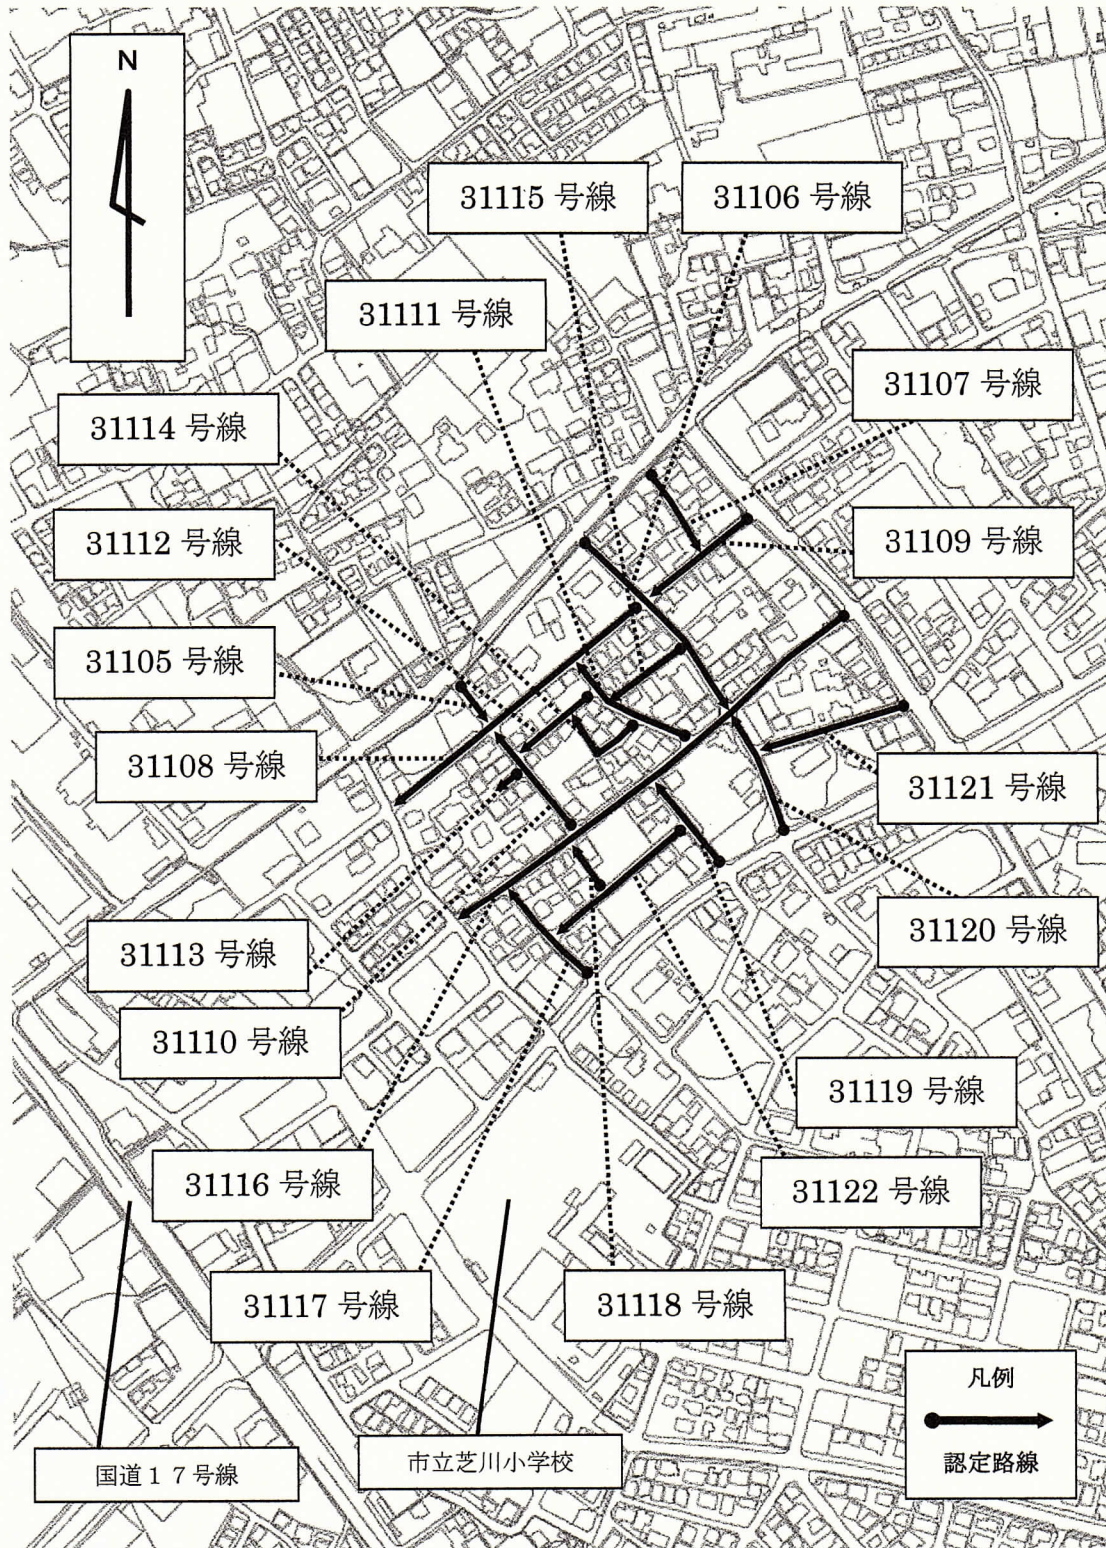 N
31115 号線
31106 号線
31111 号線
31107 号線
31114 号線
31112 号線
31109 号線
31105 号線
31108 号線
31121 号線
31113 号線
31120 号線
31110 号線
31119 号線
31116 号線
31122 号線
31117 号線
31118 号線
凡例
認定路線
国道１７号線
市立芝川小学校